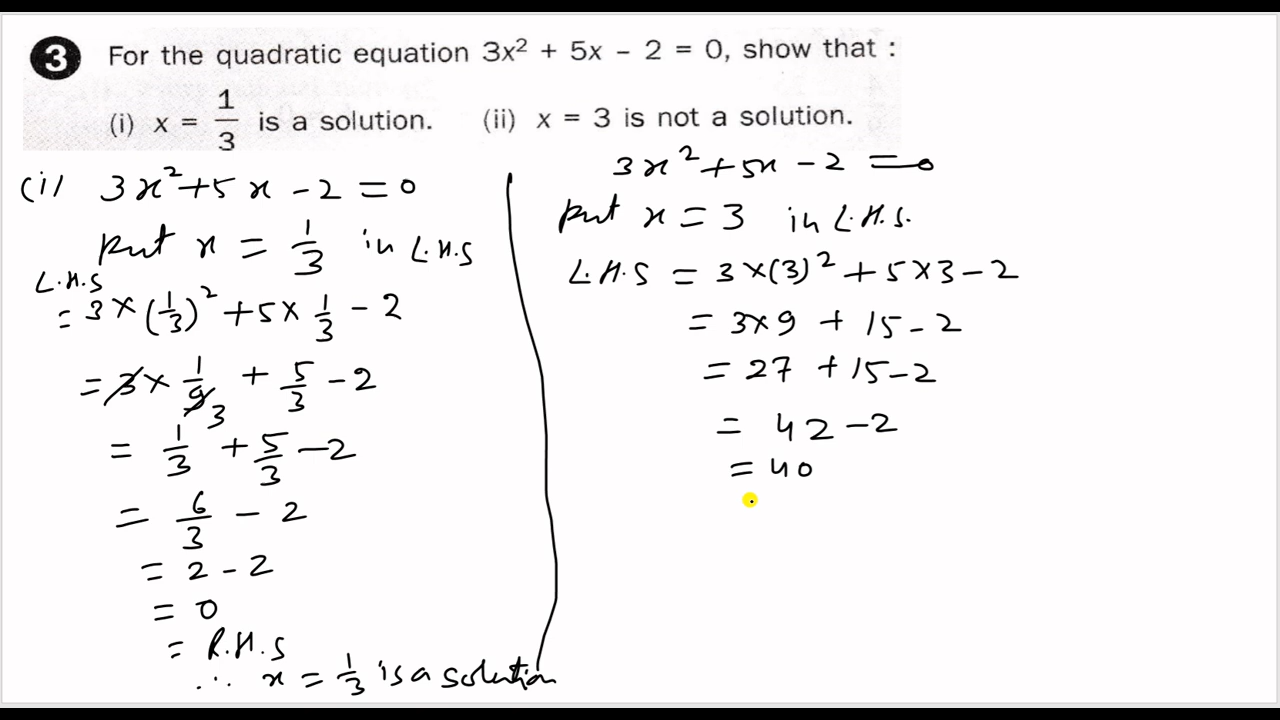 3 For the quadratic equation 3x² + 5x – 2 = 0, show that :
(i) x = 1/3 is a solution. (ii) x = 3 is not a solution.
(i) 3x²+5x-2=0
put x = 1/3 in L.H.S
L.H.S
= 3×(1/3)²+5×1/3-2
= 3×1/9 3 + 5/3-2
= 1/3+5/3-2
= 6/3-2
= 2-2
= 0
= R.H.S
∴ x = 1/3 is a solution
3x²+5x-2=0
put x=3 in L.H.S.
L.H.S = 3×(3)²+5×3-2
= 3×9 + 15-2
= 27 +15-2
= 42-2
= 40